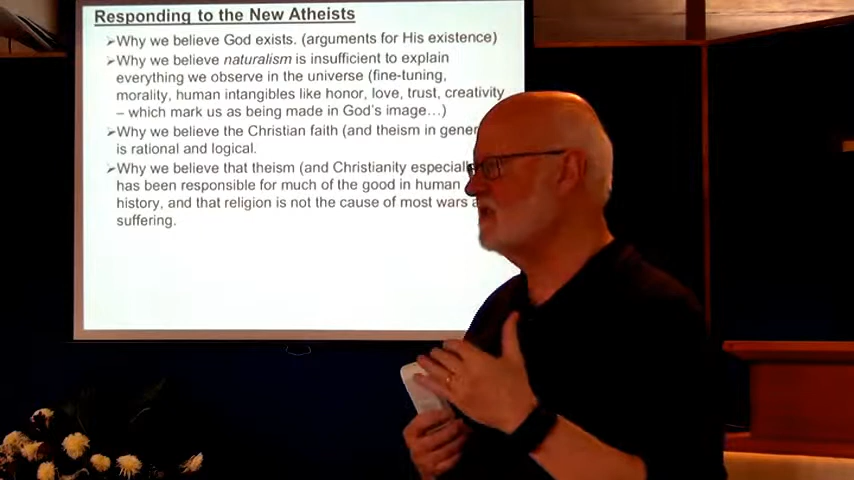 Responding to the New Atheists
➢Why we believe God exists. (arguments for His existence)
➢Why we believe naturalism is insufficient to explain
everything we observe in the universe (fine-tuning,
morality, human intangibles like honor, love, trust, creativity
– which mark us as being made in God's image…)
➢Why we believe the Christian faith (and theism in gener
is rational and logical.
➢Why we believe that theism (and Christianity especial
has been responsible for much of the good in human
history, and that religion is not the cause of most wars a
suffering.